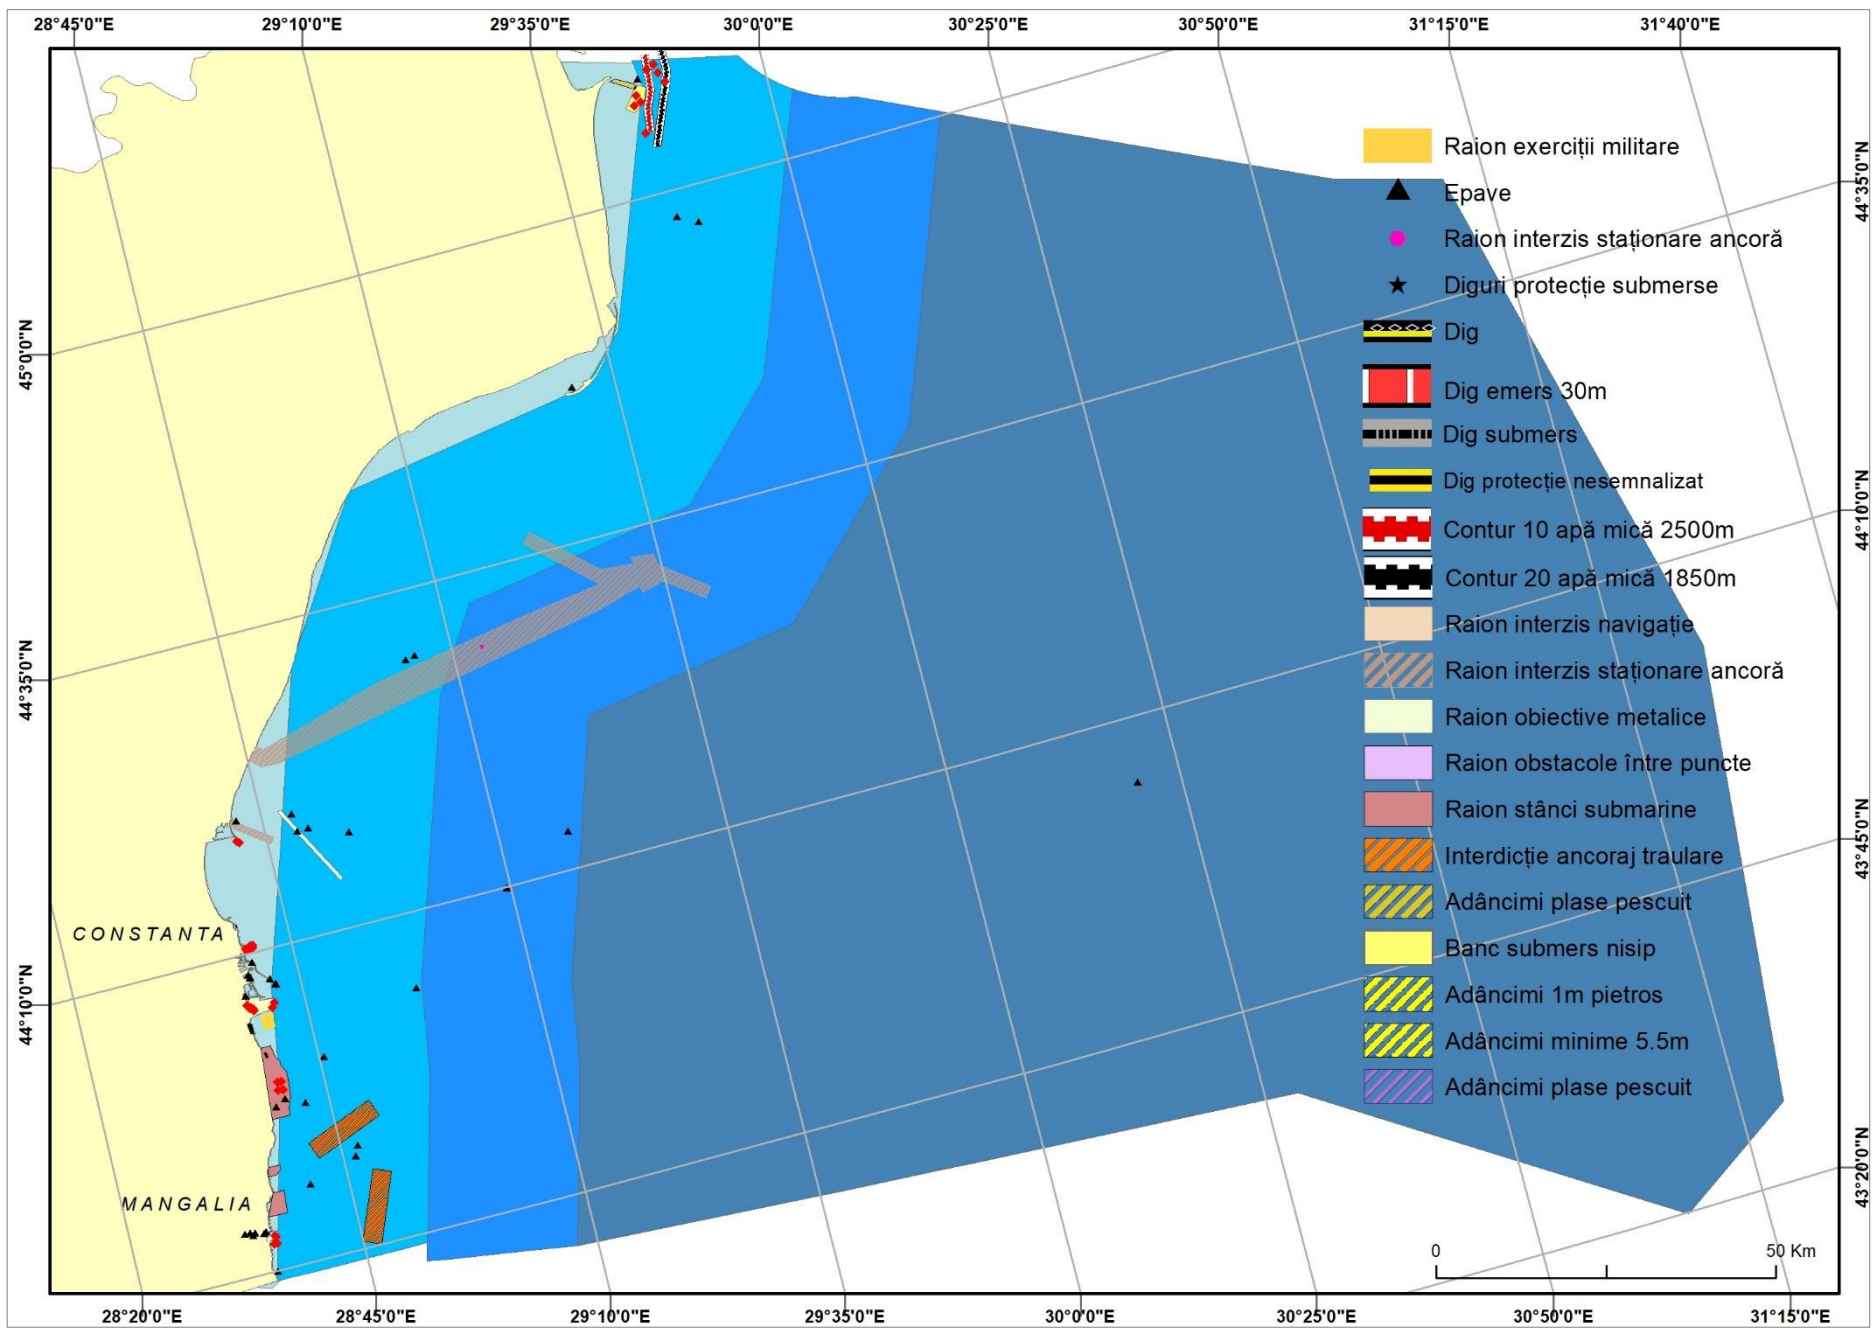 28°45'0"E
29°10'0"E
29°35'0"E
30°0'0"E
30°25'0"E
30°50'0"E
31°15'0"E
31°40'0"E
45°0'0"N
44°35'0"N
44°10'0"N
CONSTANTA
MANGALIA
Raion exerciții militare
Epave
Raion interzis staționare ancoră
Diguri protecție submerse
Dig
Dig emers 30m
Dig submers
Dig protecție nesemnalizat
Contur 10 apă mică 2500m
Contur 20 apă mică 1850m
Raion interzis navigație
Raion interzis staționare ancoră
Raion obiective metalice
Raion obstacole între puncte
Raion stânci submarine
Interdicție ancoraj traulare
Adâncimi plase pescuit
Banc submers nisip
Adâncimi 1m pietros
Adâncimi minime 5.5m
Adâncimi plase pescuit
44°35'0"N
44°10'0"N
43°45'0"N
43°20'0"N
0 50 Km
28°20'0"E
28°45'0"E
29°10'0"E
29°35'0"E
30°0'0"E
30°25'0"E
30°50'0"E
31°15'0"E